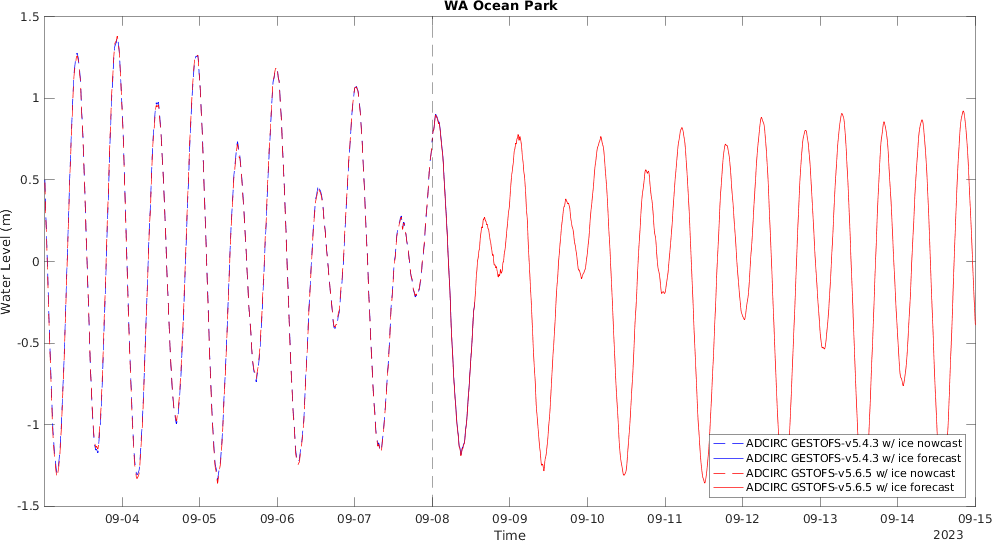 WA Ocean Park
1.5
1
0.5
0
-0.5
-1
-1.5
Water Level (m)
ADCIRC GESTOFS-v5.4.3 w/ ice nowcast
ADCIRC GESTOFS-v5.4.3 w/ ice forecast
ADCIRC GSTOFS-v5.6.5 w/ ice nowcast
ADCIRC GSTOFS-v5.6.5 w/ ice forecast
09-04 09-05 09-06 09-07 09-08 09-09 09-10 09-11 09-12 09-13 09-14 09-15
Time
2023